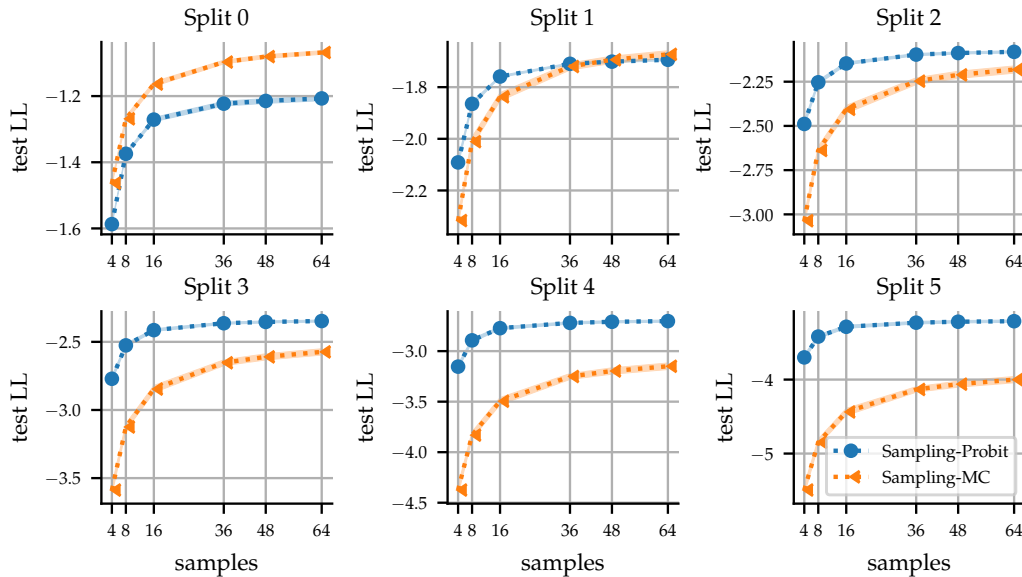 Split 0
Split 1
Split 2
test LL
−1.2
−1.4
−1.6
4 8 16 36 48 64
test LL
−1.8
−2.0
−2.2
4 8 16 36 48 64
test LL
−2.25
−2.50
−2.75
−3.00
4 8 16 36 48 64
Split 3
Split 4
Split 5
test LL
−2.5
−3.0
−3.5
4 8 16 36 48 64
samples
test LL
−3.0
−3.5
−4.0
−4.5
4 8 16 36 48 64
samples
test LL
−4
−5
Sampling-Probit
Sampling-MC
4 8 16 36 48 64
samples